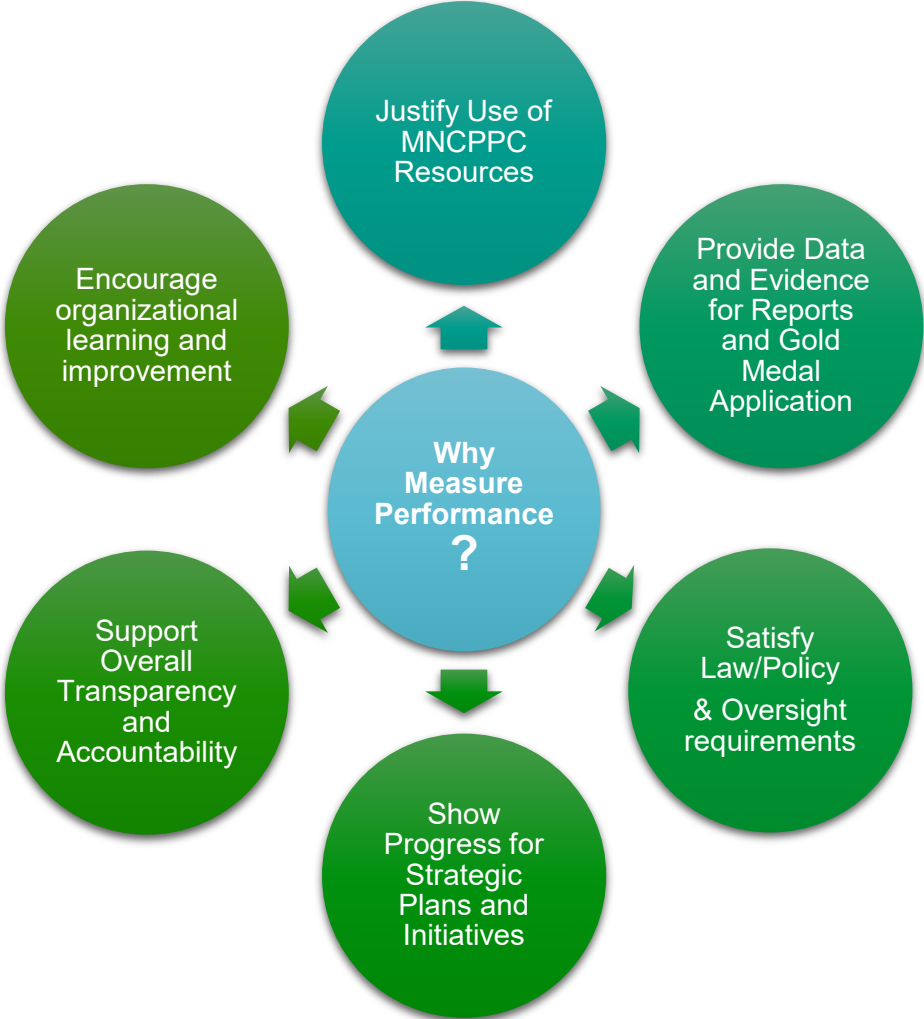 Justify Use of
MNCPPC
Resources
Provide Data
and Evidence
for Reports
and Gold
Medal
Application
Satisfy
Law/Policy
& Oversight
requirements
Show
Progress for
Strategic
Plans and
Initiatives
Support
Overall
Transparency
and
Accountability
Encourage
organizational
learning and
improvement
Why
Measure
Performance
?